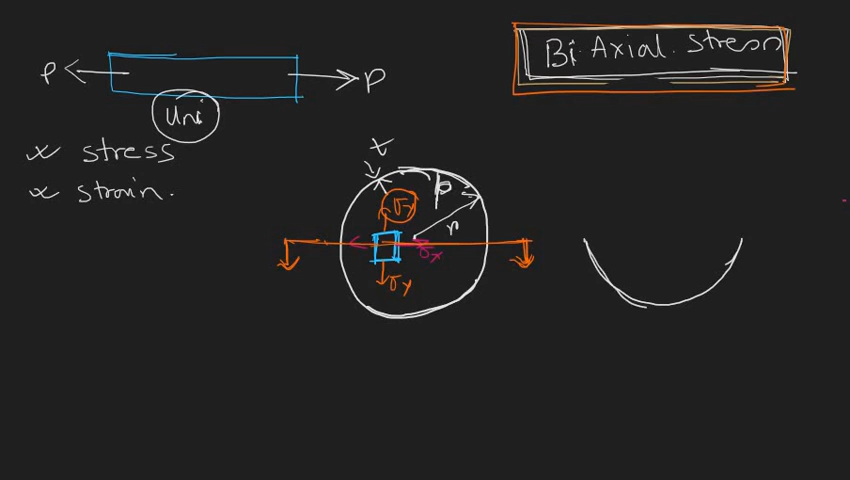 Bi Axial Stress
P P
Uni
x stress
x strain.
t
p
σy
r
σx
σy